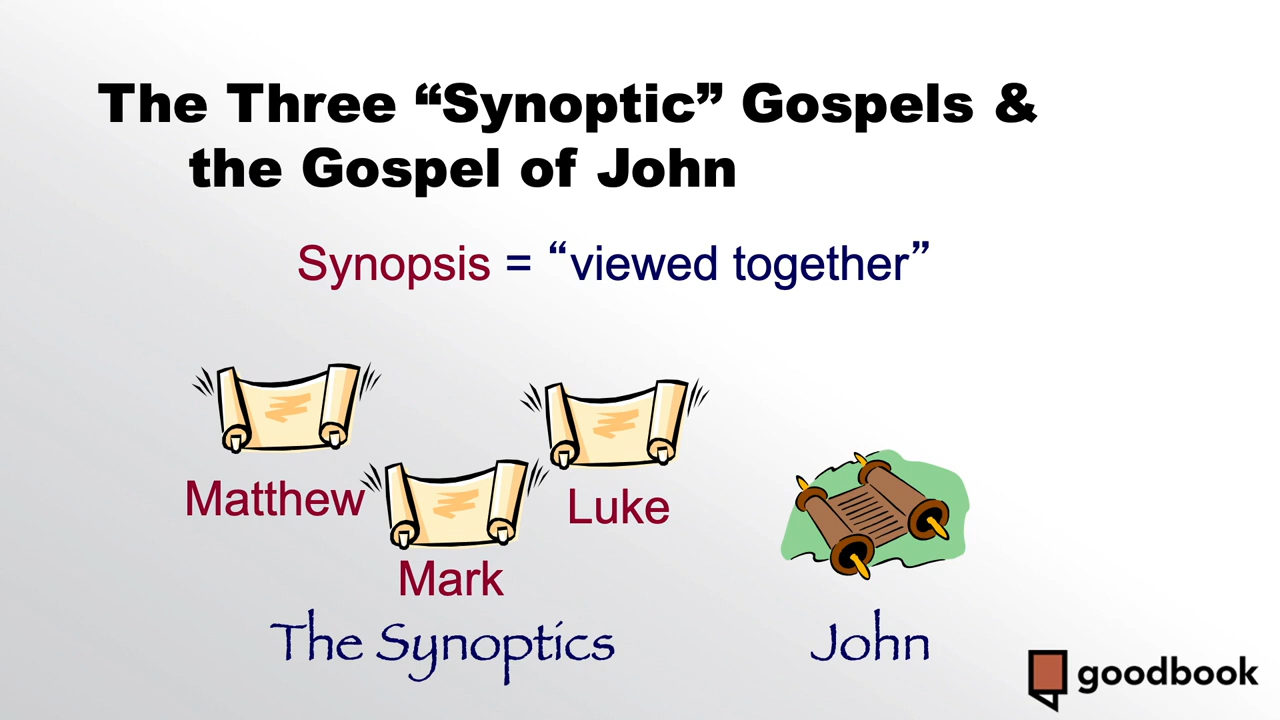 The Three “Synoptic” Gospels &
the Gospel of John
Synopsis = “viewed together”
Matthew
Luke
Mark
The Synoptics
John
goodbook